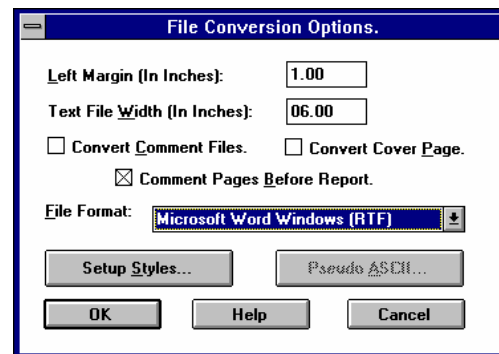 File Conversion Options.
Left Margin (In Inches): 1.00
Text File Width (In Inches): 06.00
Convert Comment Files. Convert Cover Page.
Comment Pages Before Report.
File Format: Microsoft Word Windows (RTF)
Setup Styles... Pseudo ASCII...
OK Help Cancel